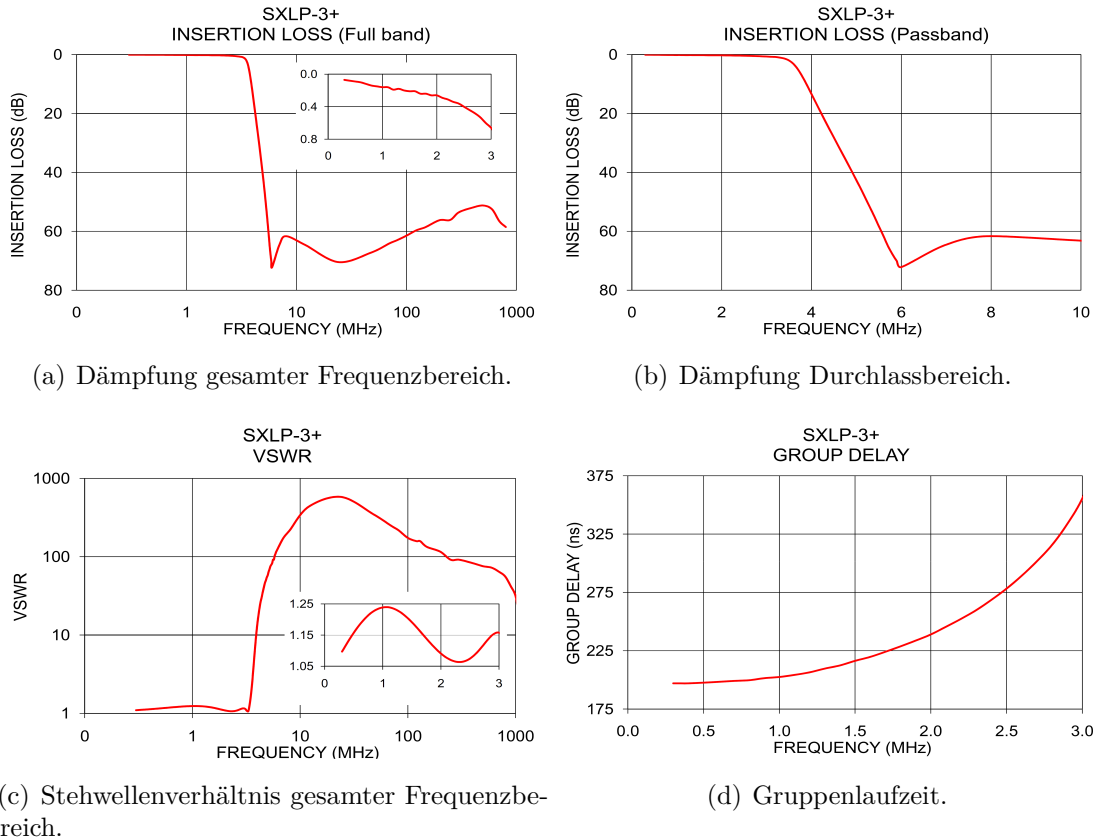 SXLP-3+
INSERTION LOSS (Full band)
INSERTION LOSS (dB)
0
20
40
60
80
0.0
0.4
0.8
0 1 2 3
0 1 10 100 1000
FREQUENCY (MHz)
(a) Dämpfung gesamter Frequenzbereich.
SXLP-3+
INSERTION LOSS (Passband)
INSERTION LOSS (dB)
0
20
40
60
80
0 2 4 6 8 10
FREQUENCY (MHz)
(b) Dämpfung Durchlassbereich.
SXLP-3+
VSWR
VSWR
1000
100
10
1
1.25
1.15
1.05
0 1 2 3
0 1 10 100 1000
FREQUENCY (MHz)
(c) Stehwellenverhältnis gesamter Frequenzbe-
reich.
SXLP-3+
GROUP DELAY
GROUP DELAY (ns)
375
325
275
225
175
0.0 0.5 1.0 1.5 2.0 2.5 3.0
FREQUENCY (MHz)
(d) Gruppenlaufzeit.